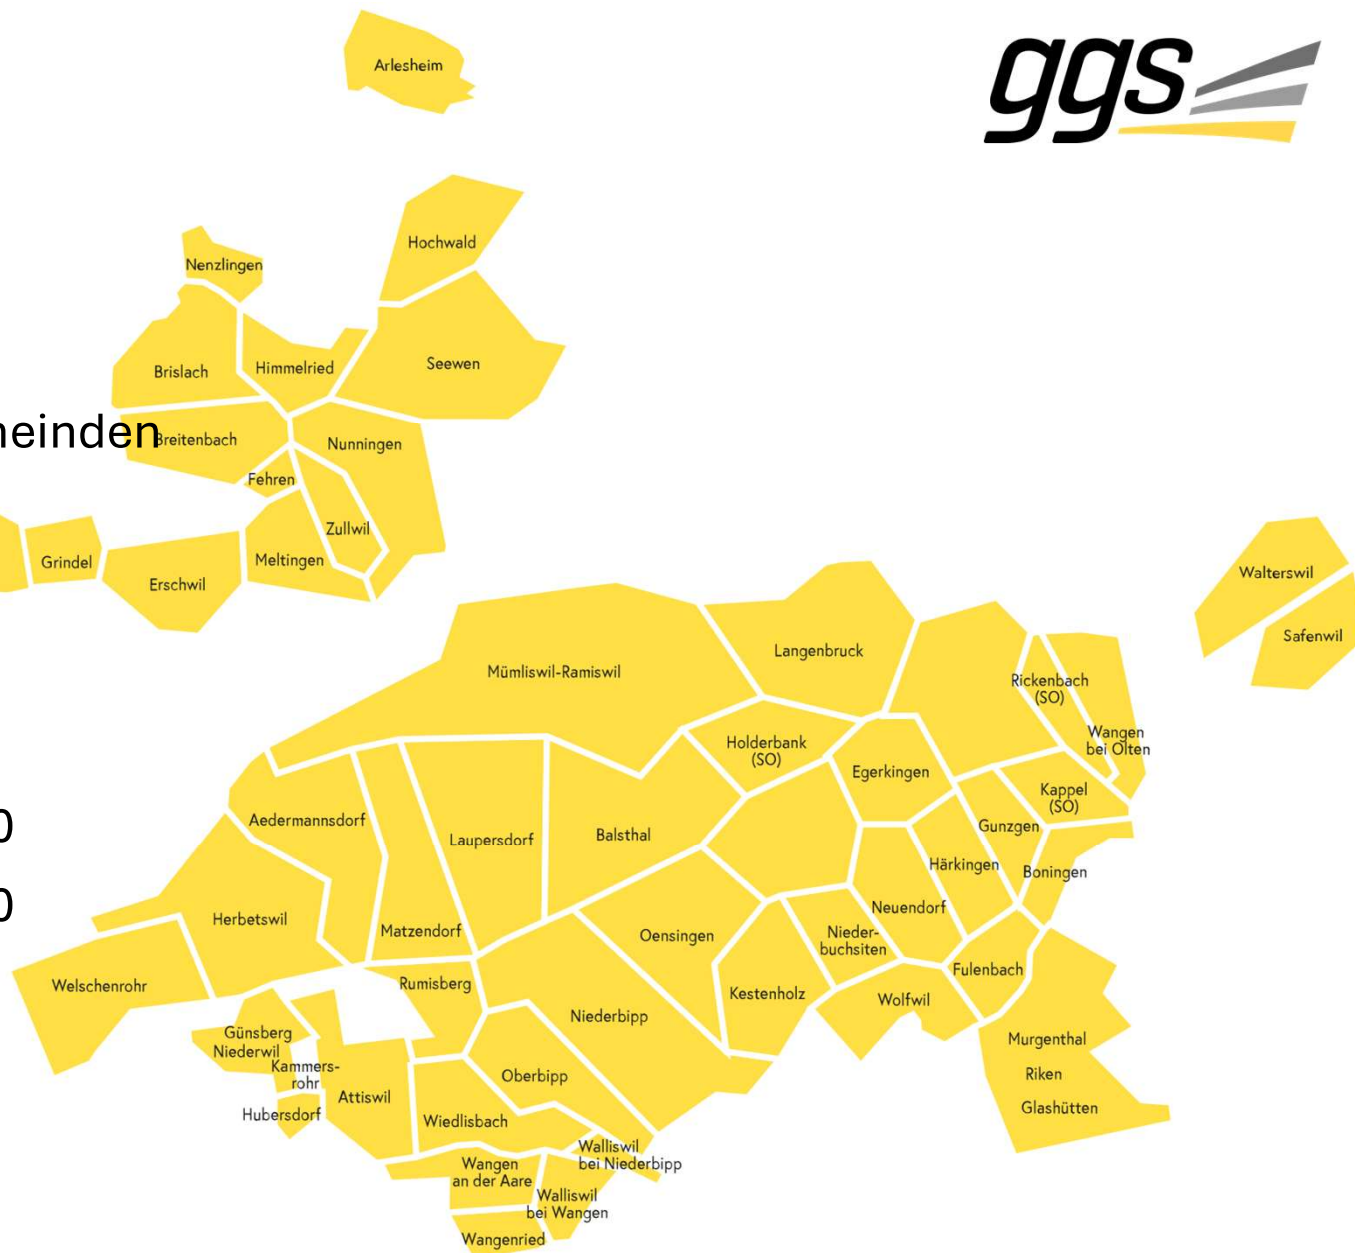 Arlesheim
ggs
Hochwald
Nenzlingen
Seewen
Himmelried
Brislach
meinden
Breitenbach
Nunningen
Fehren
Zullwil
Grindel
Meltingen
Erschwil
Walterswil
Safenwil
Langenbruck
Mümliswil-Ramiswil
Rickenbach
(SO)
Wangen
bei Olten
Holderbank
(SO)
Egerkingen
Kappel
(SO)
Aedermannsdorf
0
Gunzgen
Balsthal
Laupersdorf
Härkingen
Boningen
0
Neuendorf
Herbetswil
Matzendorf
Oensingen
Nieder-
buchsiten
Fulenbach
Welschenrohr
Rumisberg
Kestenholz
Wolfwil
Niederbipp
Günsberg
Niederwil
Murgenthal
Riken
Glashütten
Kammers-
rohr
Oberbipp
Attiswil
Hubersdorf
Wiedlisbach
Walliswil
bei Niederbipp
Wangen
an der Aare
Walliswil
bei Wangen
Wangenried